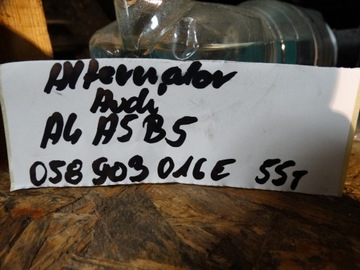 Alternator
Audi
A4 A5 B5
058 903 016 E 55T